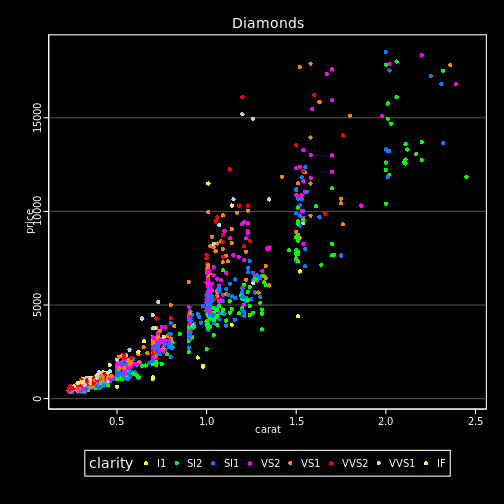 Diamonds
15000
10000
5000
0
price
0.5 1.0 1.5 2.0 2.5
carat
clarity I1 SI2 SI1 VS2 VS1 VVS2 VVS1 IF